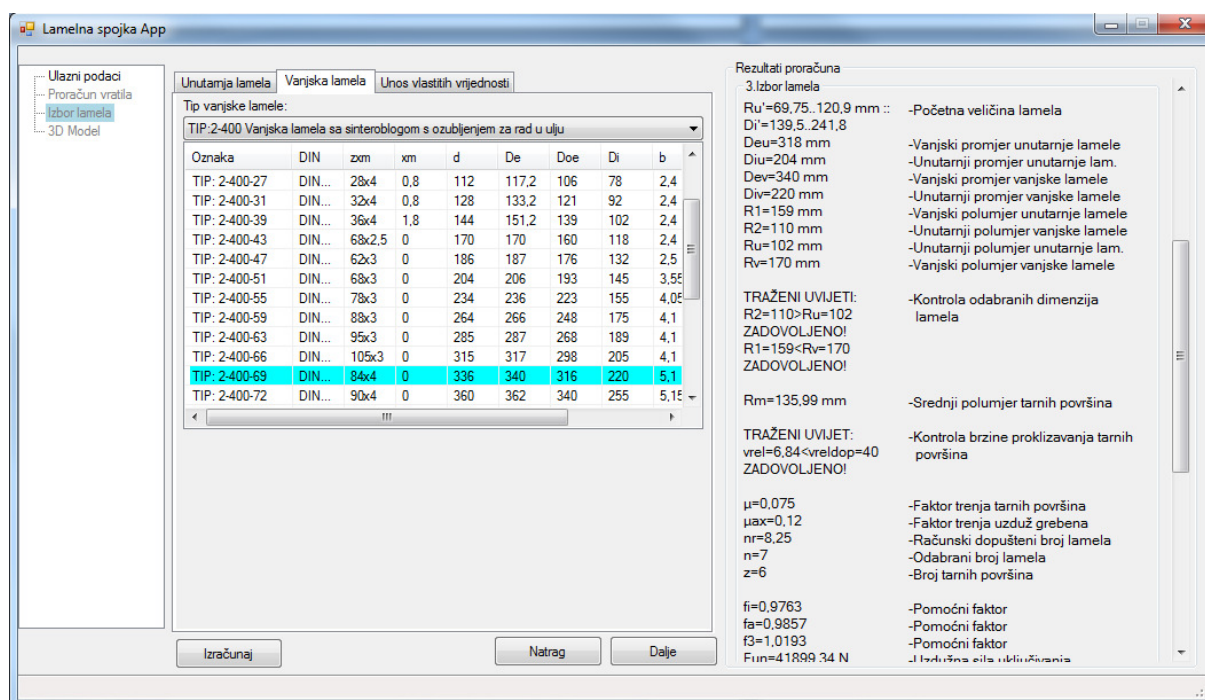 Lamelna spojka App
Ulazni podaci
Proračun vratila
Izbor lamela
3D Model
Unutarnja lamela Vanjska lamela Unos vlastitih vrijednosti
Tip vanjske lamele:
TIP:2-400 Vanjska lamela sa sinteroblogom s ozubljenjem za rad u ulju
Oznaka DIN zxm xm d De Doe Di b
TIP: 2-400-27 DIN... 28x4 0,8 112 117,2 106 78 2,4
TIP: 2-400-31 DIN... 32x4 0,8 128 133,2 121 92 2,4
TIP: 2-400-39 DIN... 36x4 1,8 144 151,2 139 102 2,4
TIP: 2-400-43 DIN... 68x2,5 0 170 170 160 118 2,4
TIP: 2-400-47 DIN... 62x3 0 186 187 176 132 2,5
TIP: 2-400-51 DIN... 68x3 0 204 206 193 145 3,55
TIP: 2-400-55 DIN... 78x3 0 234 236 223 155 4,05
TIP: 2-400-59 DIN... 88x3 0 264 266 248 175 4,1
TIP: 2-400-63 DIN... 95x3 0 285 287 268 189 4,1
TIP: 2-400-66 DIN... 105x3 0 315 317 298 205 4,1
TIP: 2-400-69 DIN... 84x4 0 336 340 316 220 5,1
TIP: 2-400-72 DIN... 90x4 0 360 362 340 255 5,15
Izračunaj Natrag Dalje
Rezultati proračuna
3.Izbor lamela
Ru'=69,75..120,9 mm :: -Početna veličina lamela
Di'=139,5..241,8
Deu=318 mm -Vanjski promjer unutarnje lamele
Diu=204 mm -Unutarnji promjer unutarnje lam.
Dev=340 mm -Vanjski promjer vanjske lamele
Div=220 mm -Unutarnji promjer vanjske lamele
R1=159 mm -Vanjski polumjer unutarnje lamele
R2=110 mm -Unutarnji polumjer vanjske lamele
Ru=102 mm -Unutarnji polumjer unutarnje lam.
Rv=170 mm -Vanjski polumjer vanjske lamele
TRAŽENI UVIJETI: -Kontrola odabranih dimenzija
R2=110>Ru=102 lamela
ZADOVOLJENO!
R1=159<Rv=170
ZADOVOLJENO!
Rm=135,99 mm -Srednji polumjer tarnih površina
TRAŽENI UVIJET: -Kontrola brzine proklizavanja tarnih
vrel=6,84<vreldop=40 površina
ZADOVOLJENO!
µ=0,075 -Faktor trenja tarnih površina
µax=0,12 -Faktor trenja uzduž grebena
nr=8,25 -Računski dopušteni broj lamela
n=7 -Odabrani broj lamela
z=6 -Broj tarnih površina
fi=0,9763 -Pomoćni faktor
fa=0,9857 -Pomoćni faktor
f3=1,0193 -Pomoćni faktor
Fun=41899,34 N -Uzdužna sila uključivanja